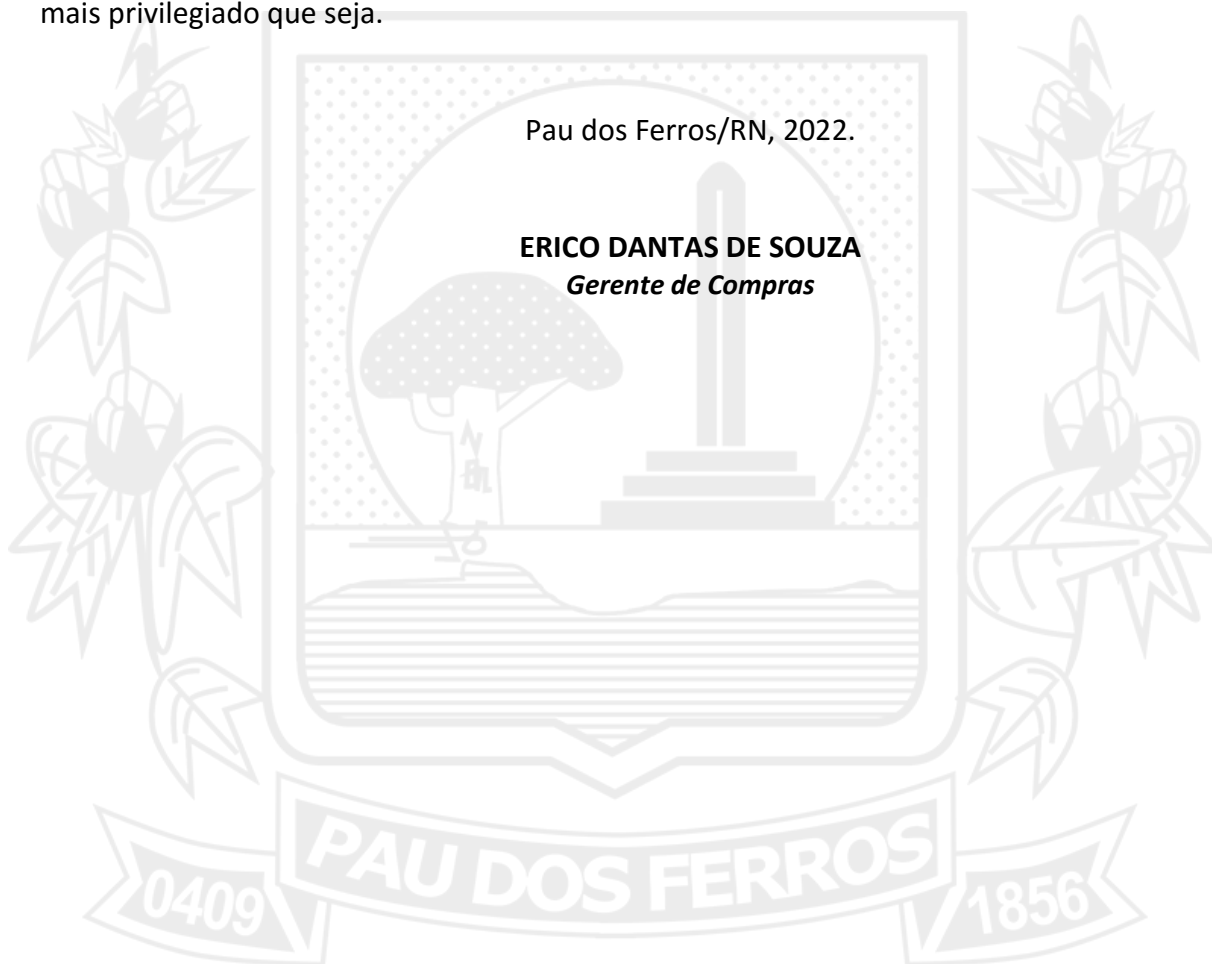 mais privilegiado que seja.
Pau dos Ferros/RN, 2022.
ERICO DANTAS DE SOUZA
Gerente de Compras
PAU DOS FERROS
0409
1856